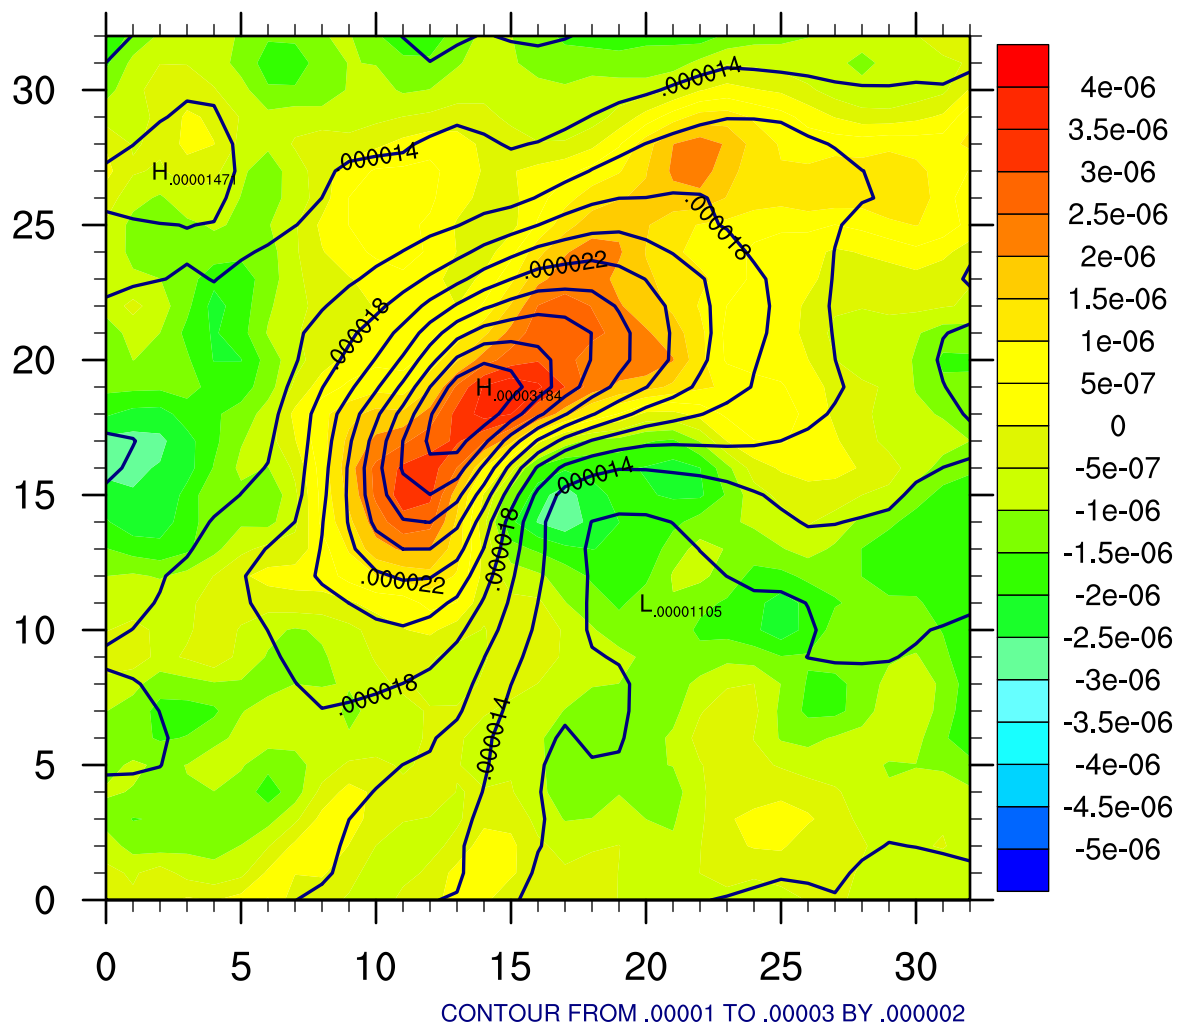 30
25
20
15
10
5
0
0 5 10 15 20 25 30
.000014
.000014
H.00001471
.000018
.000022
.000018
H.00003184
.000014
.000018
.000022
L.00001105
.000018
.000014
4e-06
3.5e-06
3e-06
2.5e-06
2e-06
1.5e-06
1e-06
5e-07
0
-5e-07
-1e-06
-1.5e-06
-2e-06
-2.5e-06
-3e-06
-3.5e-06
-4e-06
-4.5e-06
-5e-06
CONTOUR FROM .00001 TO .00003 BY .000002